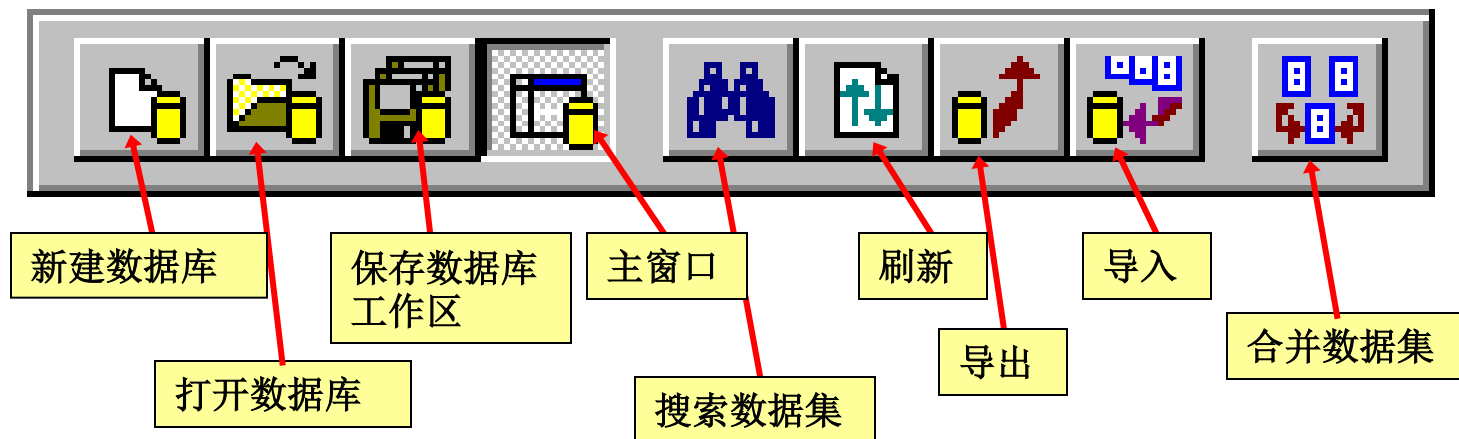 新建数据库
保存数据库
工作区
主窗口
刷新
导入
打开数据库
搜索数据集
导出
合并数据集